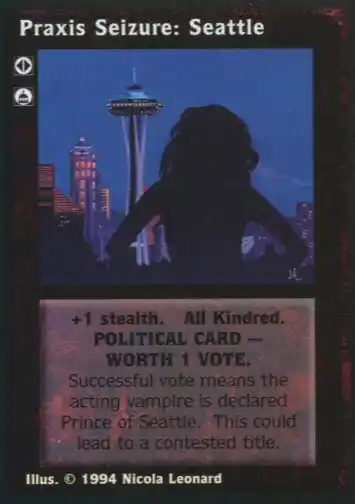 Praxis Seizure: Seattle
+1 stealth. All Kindred.
POLITICAL CARD —
WORTH 1 VOTE.
Successful vote means the
acting vampire is declared
Prince of Seattle. This could
lead to a contested title.
Illus. © 1994 Nicola Leonard